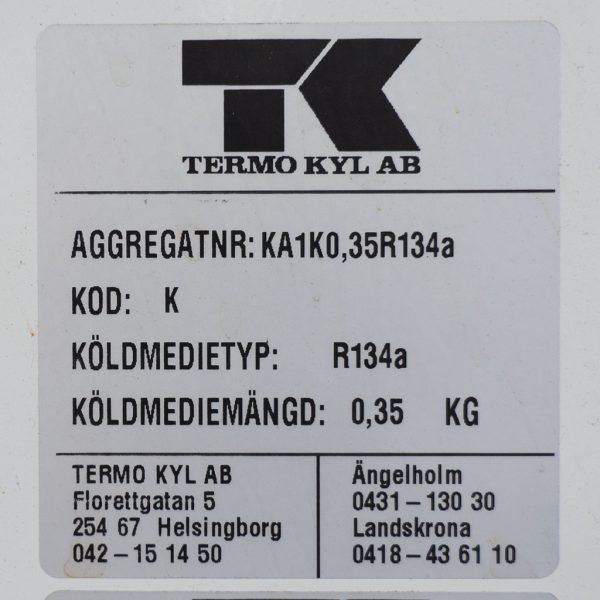 TK
TERMO KYL AB
AGGREGATNR: KA1K0,35R134a
KOD: K
KÖLDMEDIETYP: R134a
KÖLDMEDIEMÄNGD: 0,35 KG
TERMO KYL AB
Florettgatan 5
254 67 Helsingborg
042 – 15 14 50
Ängelholm
0431 – 130 30
Landskrona
0418 – 43 61 10